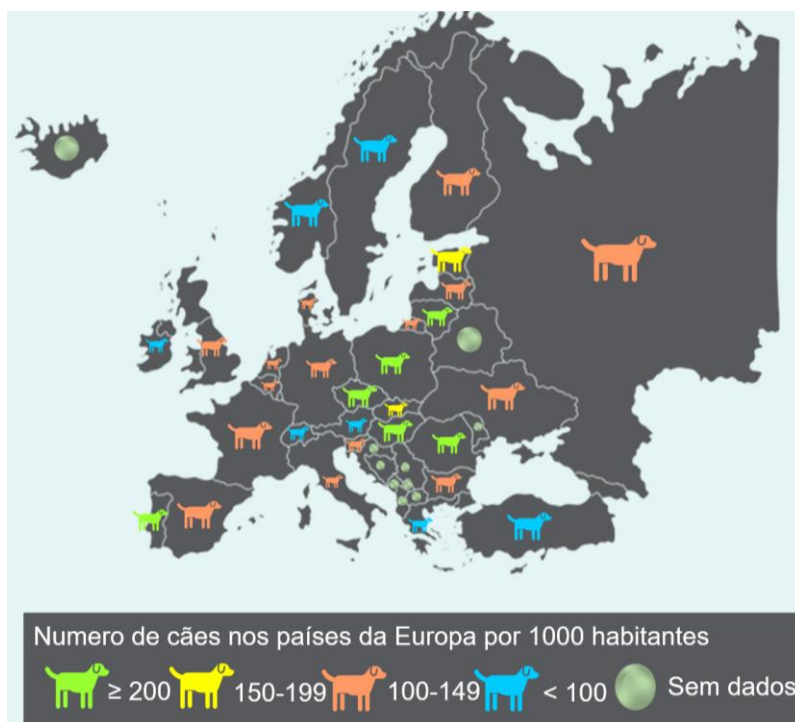 Numero de cães nos países da Europa por 1000 habitantes
≥ 200 150-199 100-149 < 100 Sem dados